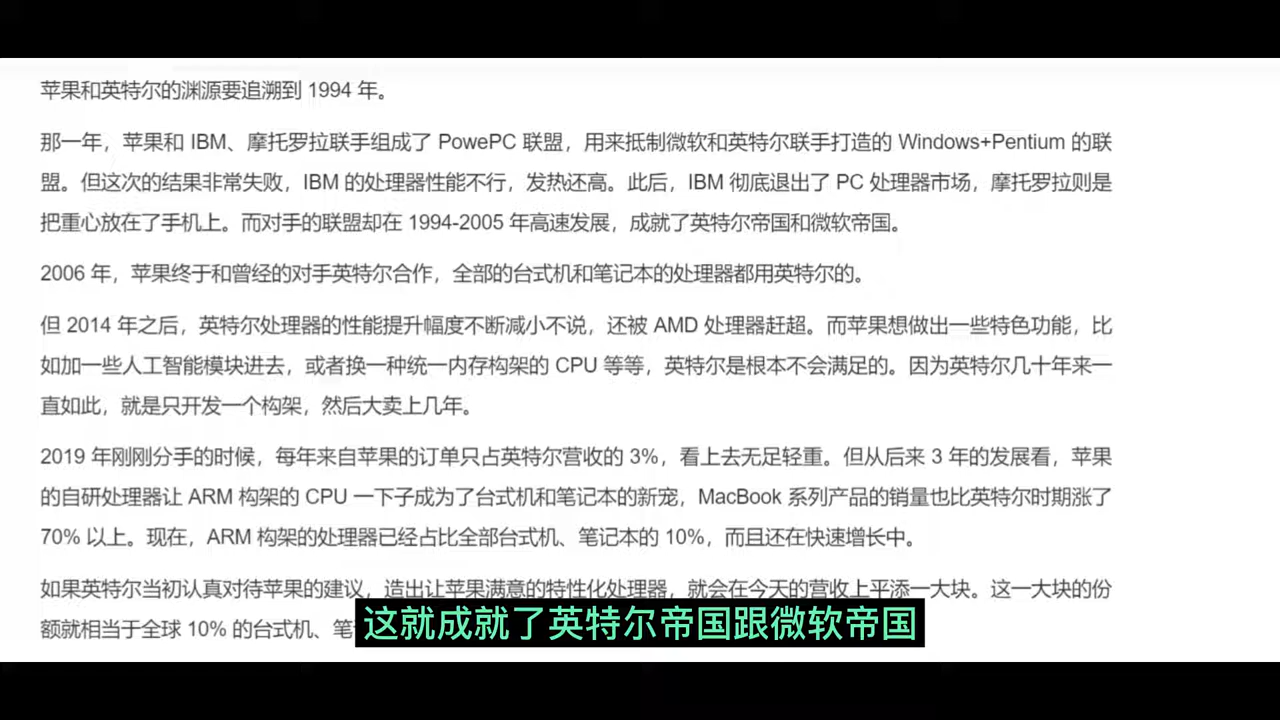 苹果和英特尔的渊源要追溯到 1994 年。
那一年，苹果和 IBM、摩托罗拉联手组成了 PowePC 联盟，用来抵制微软和英特尔联手打造的 Windows+Pentium 的联
盟。但这次的结果非常失败，IBM 的处理器性能不行，发热还高。此后，IBM 彻底退出了 PC 处理器市场，摩托罗拉则是
把重心放在了手机上。而对手的联盟却在 1994-2005 年高速发展，成就了英特尔帝国和微软帝国。
2006 年，苹果终于和曾经的对手英特尔合作，全部的台式机和笔记本的处理器都用英特尔的。
但 2014 年之后，英特尔处理器的性能提升幅度不断减小不说，还被 AMD 处理器赶超。而苹果想做出一些特色功能，比
如加一些人工智能模块进去，或者换一种统一内存构架的 CPU 等等，英特尔是根本不会满足的。因为英特尔几十年来一
直如此，就是只开发一个构架，然后大卖上几年。
2019 年刚刚分手的时候，每年来自苹果的订单只占英特尔营收的 3%，看上去无足轻重。但从后来 3 年的发展看，苹果
的自研处理器让 ARM 构架的 CPU 一下子成为了台式机和笔记本的新宠，MacBook 系列产品的销量也比英特尔时期涨了
70% 以上。现在，ARM 构架的处理器已经占比全部台式机、笔记本的 10%，而且还在快速增长中。
如果英特尔当初认真对待苹果的建议，造出让苹果满意的特性化处理器，就会在今天的营收上平添一大块。这一大块的份
额就相当于全球 10% 的台式机、
这就成就了英特尔帝国跟微软帝国